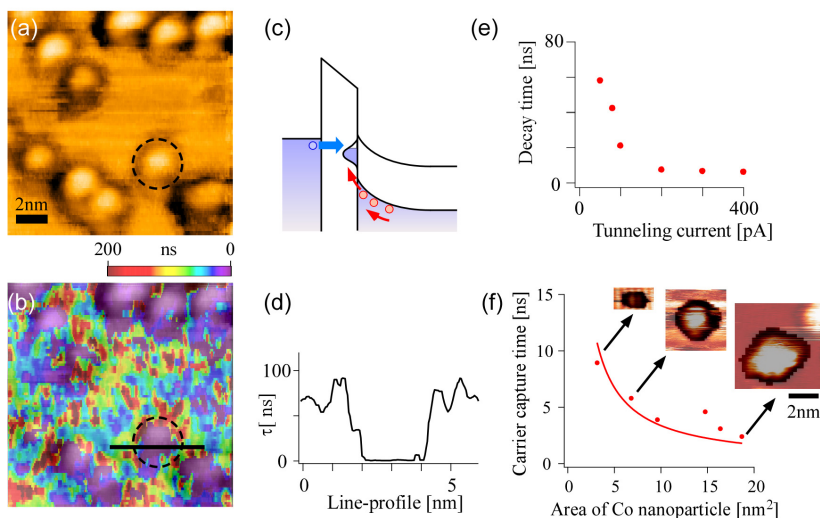 (a)
2nm
200
ns
0
(b)
(c)
(d)
τ[ ns]
100
0
0
5
Line-profile [nm]
(e)
Decay time [ns]
80
0
0
200
400
Tunneling current [pA]
(f)
Carrier capture time [ns]
15
10
5
0
0
5
10
15
20
2nm
Area of Co nanoparticle [nm²]